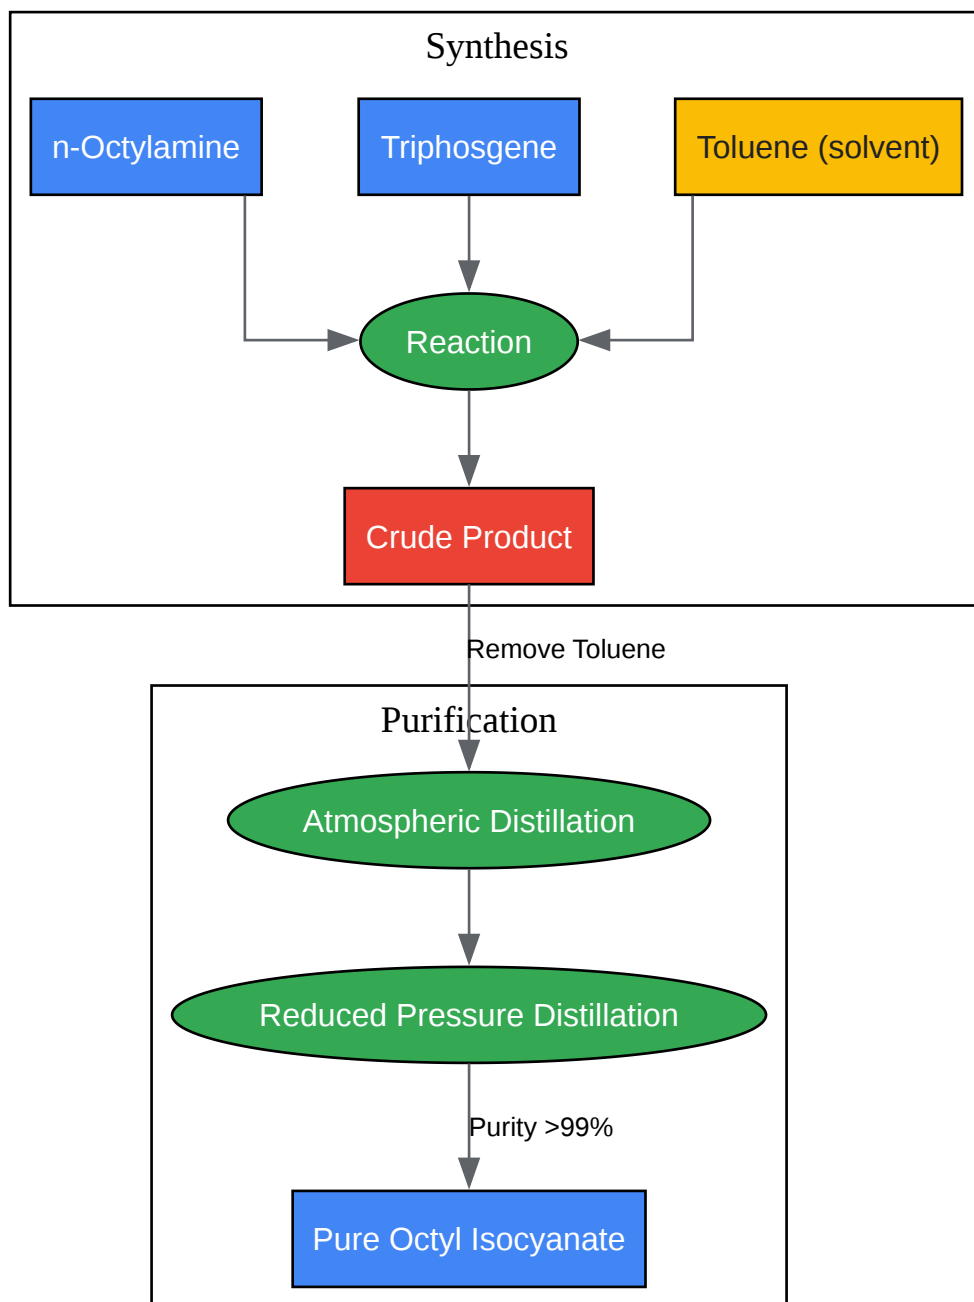 Synthesis
n-Octylamine
Triphosgene
Toluene (solvent)
Reaction
Crude Product
Remove Toluene
Purification
Atmospheric Distillation
Reduced Pressure Distillation
Purity >99%
Pure Octyl Isocyanate